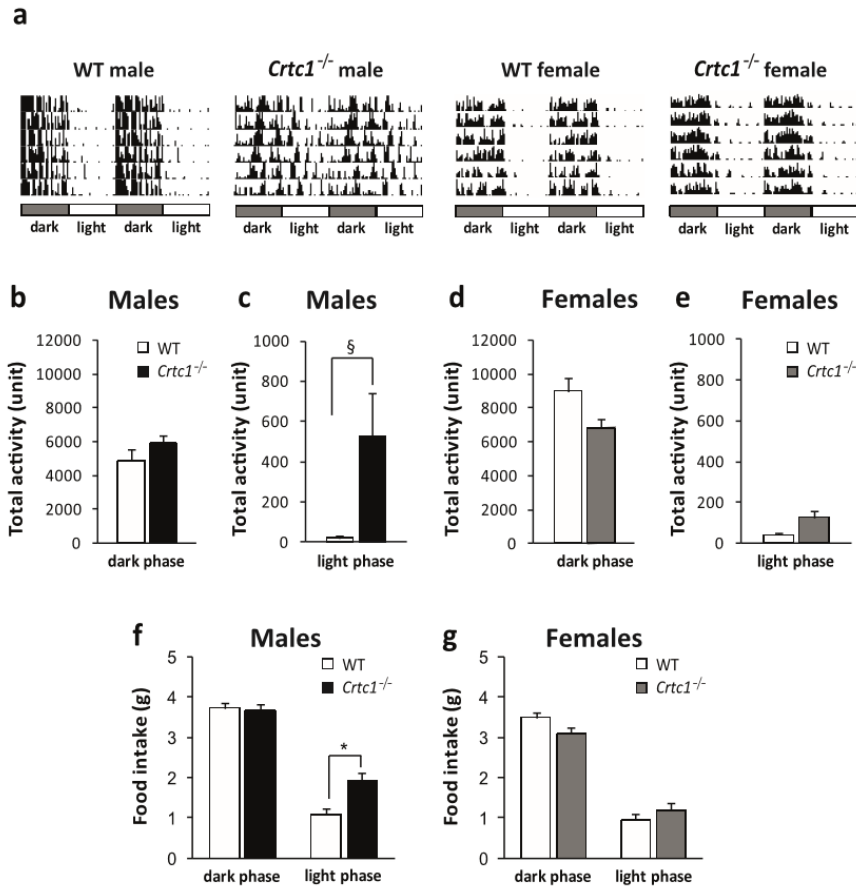 a
WT male
Crtc1-/- male
WT female
Crtc1-/- female
dark light dark light
dark light dark light
dark light dark light
dark light dark light
b Males
12000
10000
8000
6000
4000
2000
0
Total activity (unit)
WT
Crtc1-/-
dark phase
c Males
1000
800
600
400
200
0
Total activity (unit)
§
light phase
d Females
12000
10000
8000
6000
4000
2000
0
Total activity (unit)
WT
Crtc1-/-
dark phase
e Females
1000
800
600
400
200
0
Total activity (unit)
light phase
f Males
5
4
3
2
1
0
Food intake (g)
WT
Crtc1-/-
*
dark phase light phase
g Females
5
4
3
2
1
0
Food intake (g)
WT
Crtc1-/-
dark phase light phase